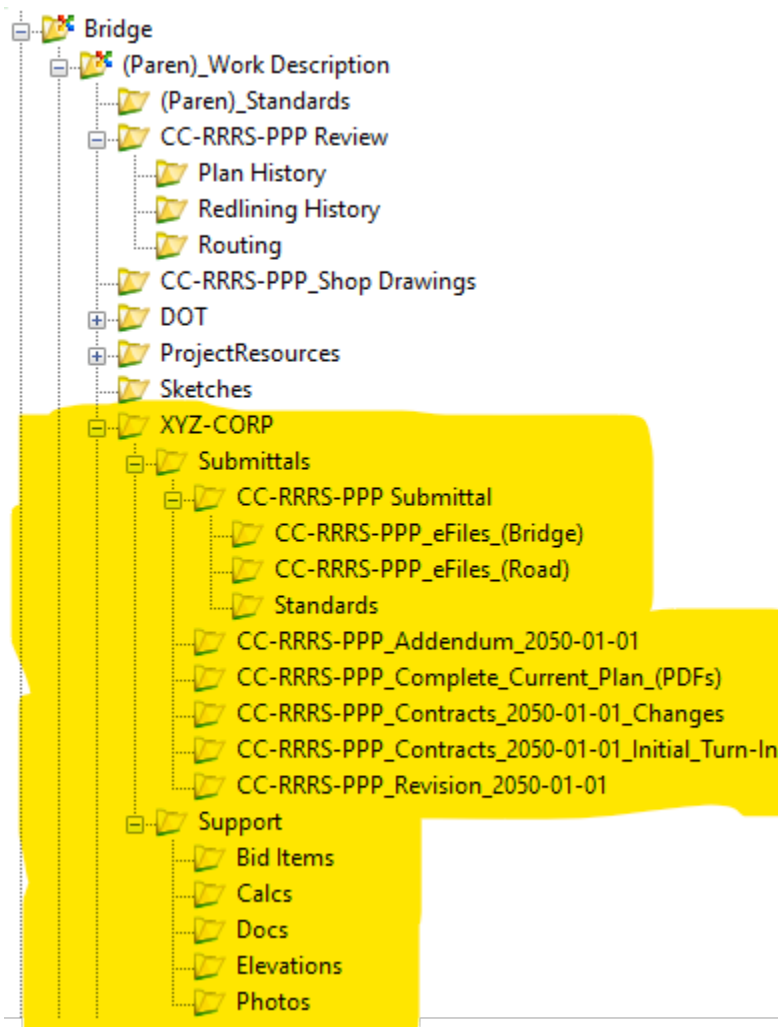 Bridge
(Paren)_Work Description
(Paren)_Standards
CC-RRRS-PPP Review
Plan History
Redlining History
Routing
CC-RRRS-PPP_Shop Drawings
DOT
ProjectResources
Sketches
XYZ-CORP
Submittals
CC-RRRS-PPP Submittal
CC-RRRS-PPP_eFiles_(Bridge)
CC-RRRS-PPP_eFiles_(Road)
Standards
CC-RRRS-PPP_Addendum_2050-01-01
CC-RRRS-PPP_Complete_Current_Plan_(PDFs)
CC-RRRS-PPP_Contracts_2050-01-01_Changes
CC-RRRS-PPP_Contracts_2050-01-01_Initial_Turn-In
CC-RRRS-PPP_Revision_2050-01-01
Support
Bid Items
Calcs
Docs
Elevations
Photos